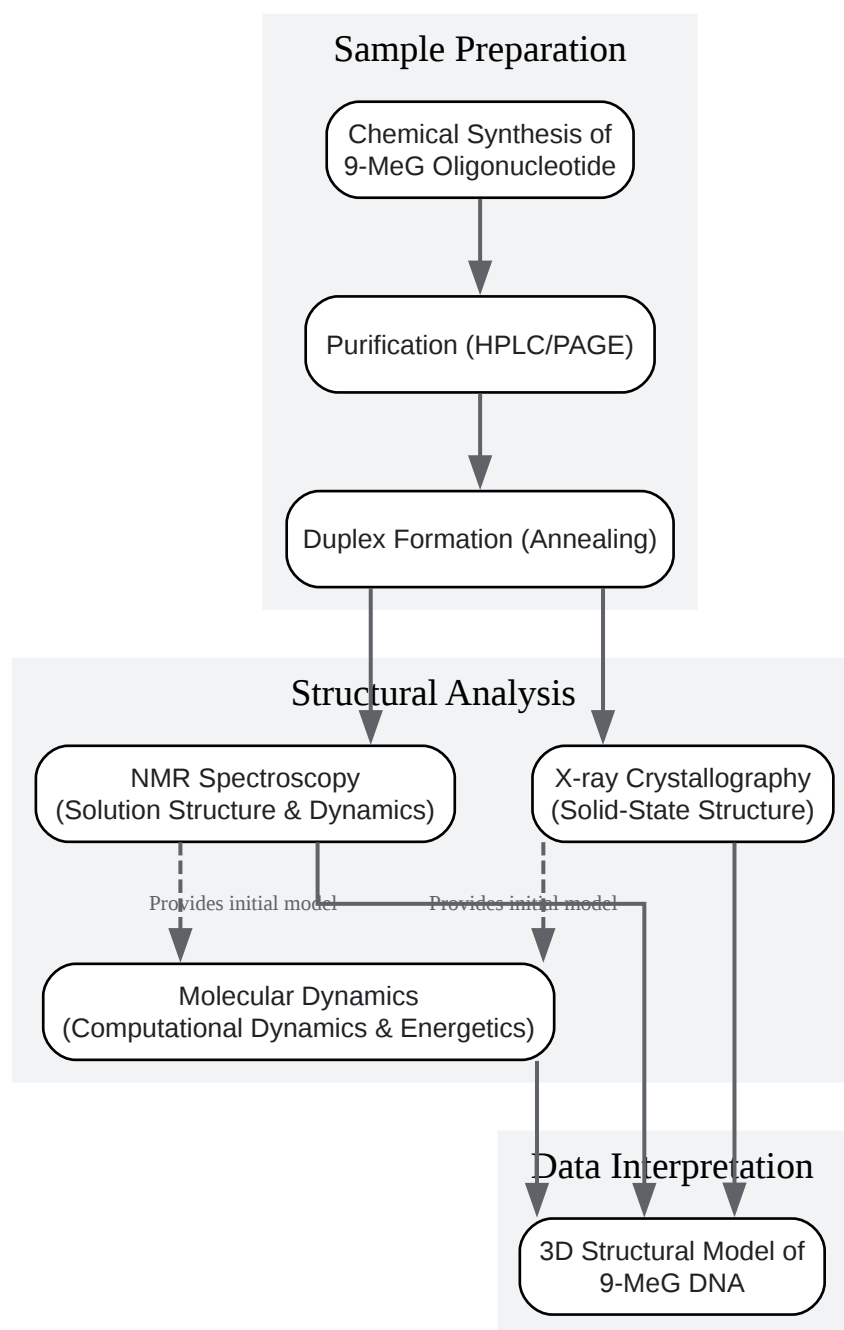 Sample Preparation
Chemical Synthesis of
9-MeG Oligonucleotide
Purification (HPLC/PAGE)
Duplex Formation (Annealing)
Structural Analysis
NMR Spectroscopy
(Solution Structure & Dynamics)
X-ray Crystallography
(Solid-State Structure)
Provides initial model
Provides initial model
Molecular Dynamics
(Computational Dynamics & Energetics)
Data Interpretation
3D Structural Model of
9-MeG DNA